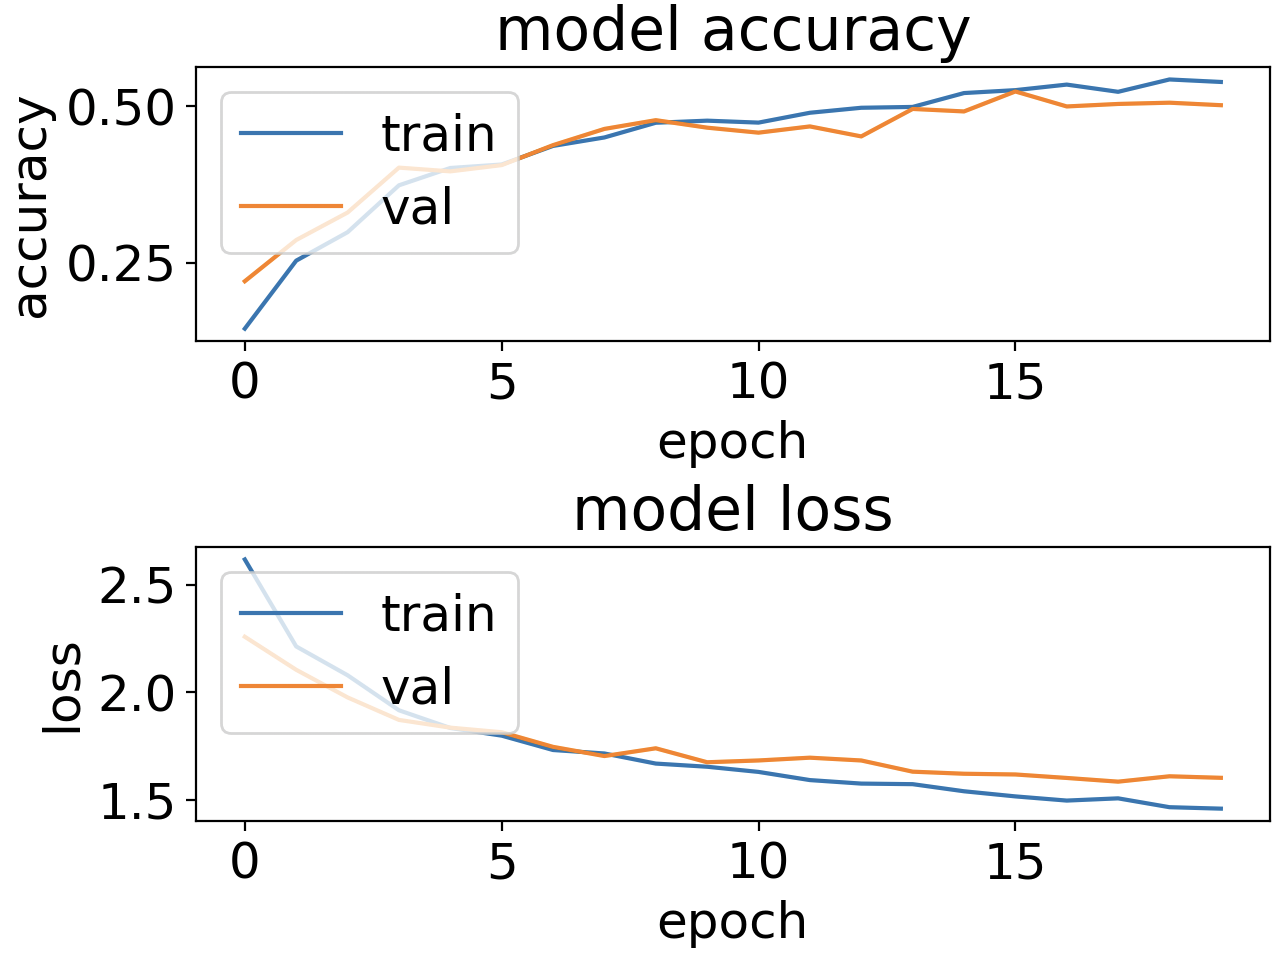 model accuracy
accuracy
0.50
0.25
train
val
0 5 10 15
epoch
model loss
loss
2.5
2.0
1.5
train
val
0 5 10 15
epoch